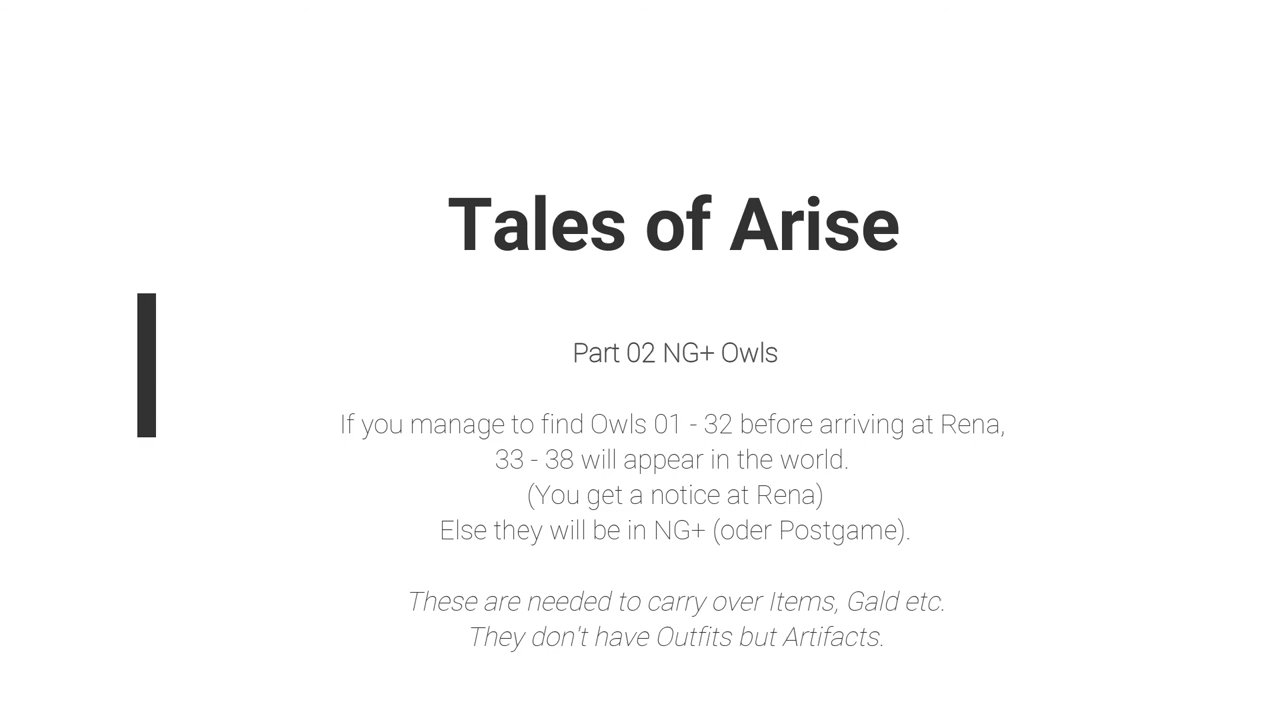 Tales of Arise
Part 02 NG+ Owls
If you manage to find Owls 01 - 32 before arriving at Rena,
33 - 38 will appear in the world.
(You get a notice at Rena)
Else they will be in NG+ (oder Postgame).
These are needed to carry over Items, Gald etc.
They don't have Outfits but Artifacts.